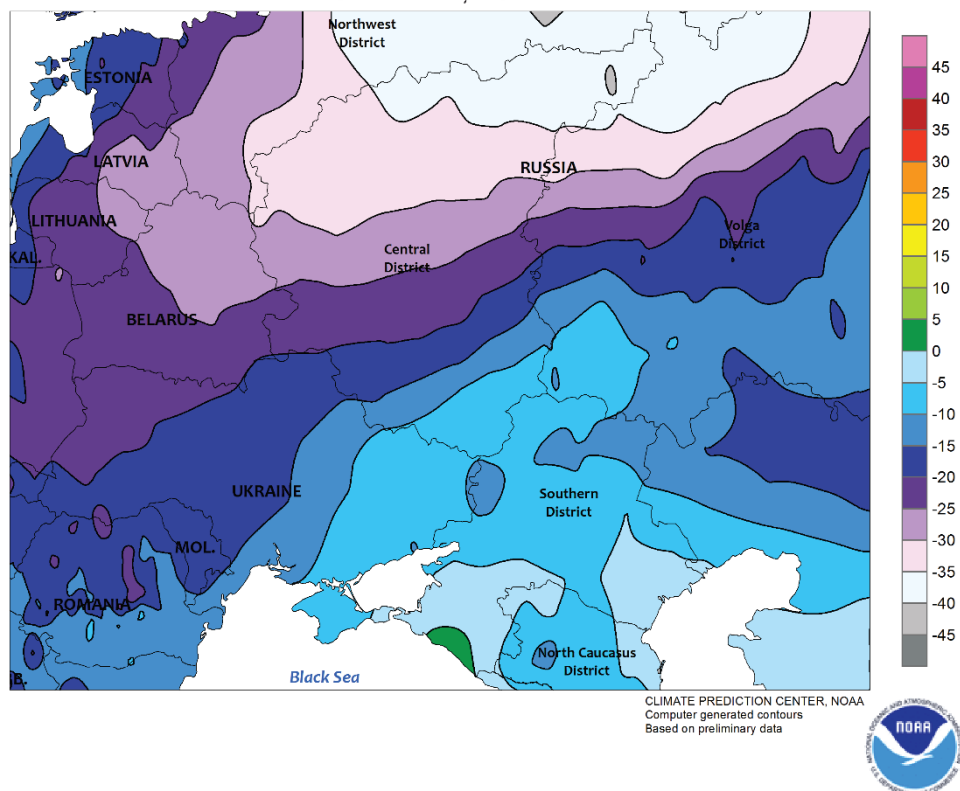 Northwest
District
ESTONIA
LATVIA
RUSSIA
LITHUANIA
Volga
District
KAL.
Central
District
BELARUS
UKRAINE
Southern
District
MOL.
ROMANIA
North Caucasus
District
Black Sea
B.
45
40
35
30
25
20
15
10
5
0
-5
-10
-15
-20
-25
-30
-35
-40
-45
CLIMATE PREDICTION CENTER, NOAA
Computer generated contours
Based on preliminary data
NOAA